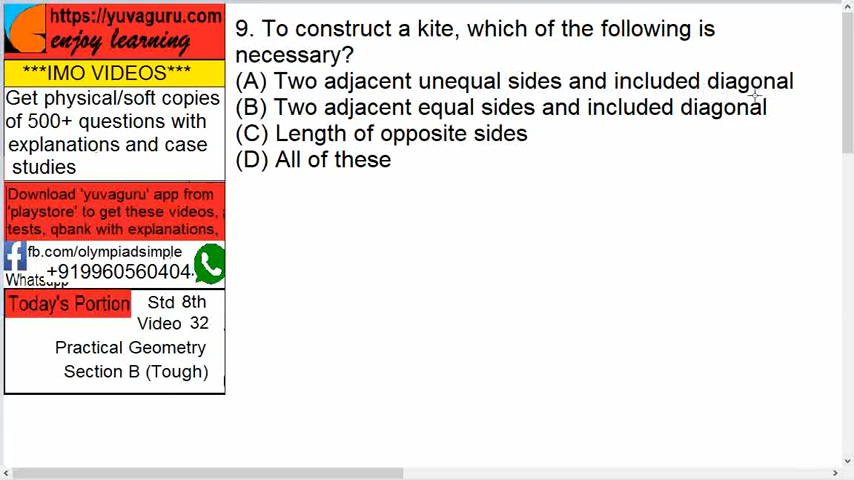 https://yuvaguru.com
enjoy learning
***IMO VIDEOS***
Get physical/soft copies
of 500+ questions with
explanations and case
studies
Download 'yuvaguru' app from
'playstore' to get these videos,
tests, qbank with explanations,
fb.com/olympiadsimple
+919960560404
Whatsapp
Today's Portion
Std 8th
Video 32
Practical Geometry
Section B (Tough)
9. To construct a kite, which of the following is
necessary?
(A) Two adjacent unequal sides and included diagonal
(B) Two adjacent equal sides and included diagonal
(C) Length of opposite sides
(D) All of these